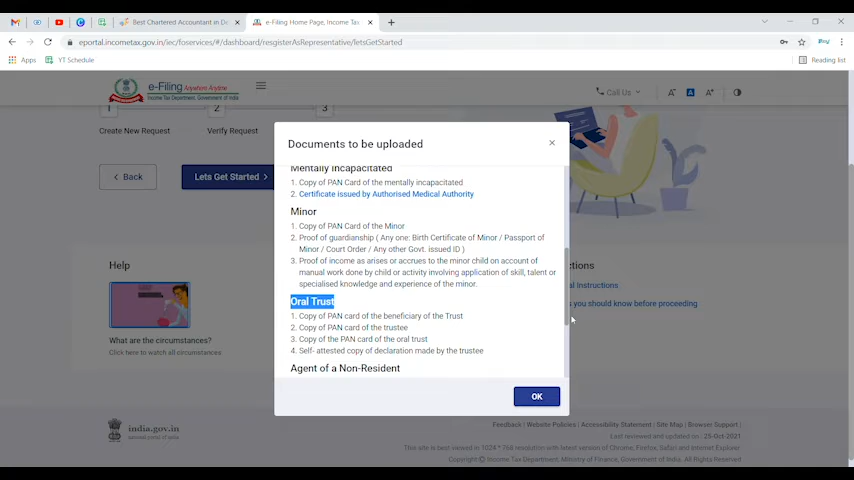 Best Chartered Accountant in De
e-Filing Home Page, Income Tax
eportal.incometax.gov.in/iec/foservices/#/dashboard/resgisterAsRepresentative/letsGetStarted
Apps
YT Schedule
Reading list
e-Filing Anywhere Anytime
Income Tax Department, Government of India
Call Us
A-
A
A+
1
2
3
Create New Request
Verify Request
< Back
Lets Get Started >
Documents to be uploaded
×
Mentally Incapacitated
1. Copy of PAN Card of the mentally incapacitated
2. Certificate issued by Authorised Medical Authority
Minor
1. Copy of PAN Card of the Minor
2. Proof of guardianship ( Any one: Birth Certificate of Minor / Passport of
Minor / Court Order / Any other Govt. issued ID )
3. Proof of income as arises or accrues to the minor child on account of
manual work done by child or activity involving application of skill, talent or
specialised knowledge and experience of the minor.
Oral Trust
1. Copy of PAN card of the beneficiary of the Trust
2. Copy of PAN card of the trustee
3. Copy of the PAN card of the oral trust
4. Self- attested copy of declaration made by the trustee
Agent of a Non-Resident
OK
Help
What are the circumstances?
Click here to watch all circumstances
ctions
al Instructions
s you should know before proceeding
india.gov.in
national portal of india
Feedback | Website Policies | Accessibility Statement | Site Map | Browser Support |
Last reviewed and updated on : 25-Oct-2021
This site is best viewed in 1024 * 768 resolution with latest version of Chrome, Firefox, Safari and Internet Explorer.
Copyright © Income Tax Department, Ministry of Finance, Government of India. All Rights Reserved